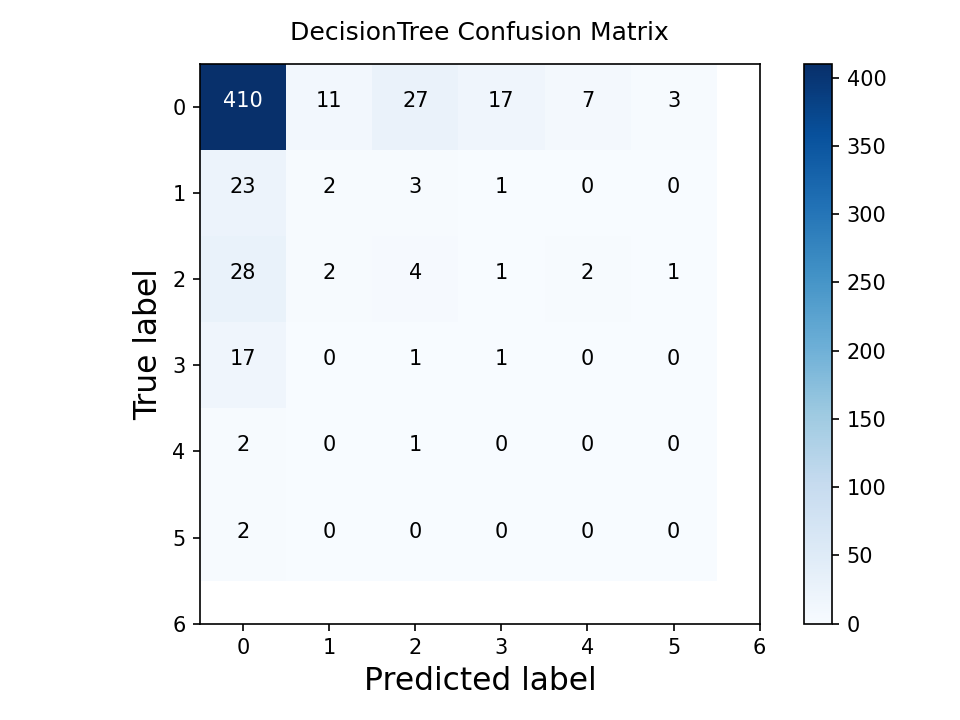 DecisionTree Confusion Matrix
0 410 11 27 17 7 3
1 23 2 3 1 0 0
2 28 2 4 1 2 1
3 17 0 1 1 0 0
4 2 0 1 0 0 0
5 2 0 0 0 0 0
6
0 1 2 3 4 5 6
True label
Predicted label
400
350
300
250
200
150
100
50
0